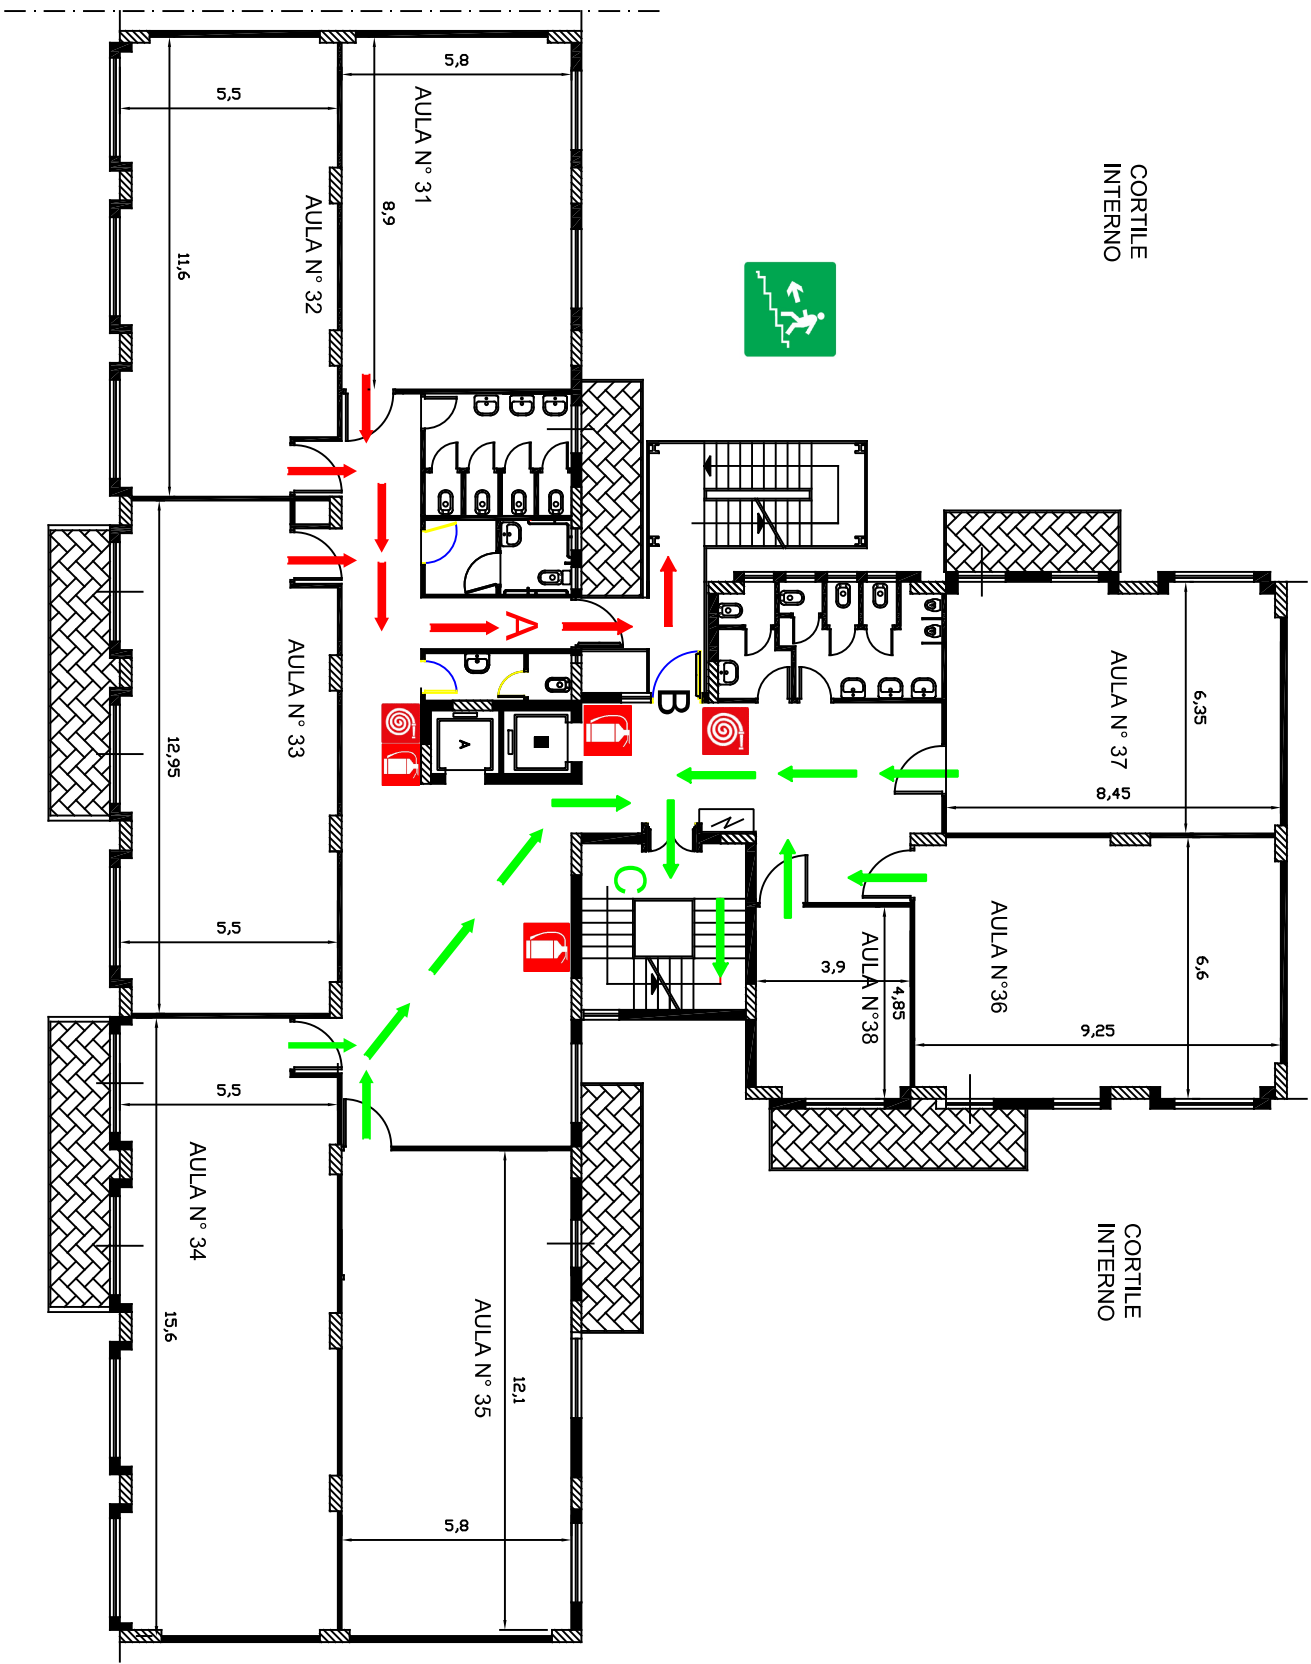 CORTILE
INTERNO
5,8
5,5
AULA N° 31
8,9
AULA N° 32
11,6
A
AULA N° 33
12,95
5,5
A
B
AULA N° 37
6,35
8,45
N
C
AULA N°36
6,6
9,25
AULA N°38
3,9
4,85
5,5
AULA N° 34
15,6
AULA N° 35
12,1
5,8
CORTILE
INTERNO